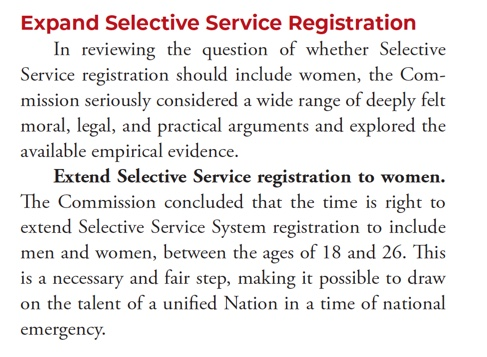 Expand Selective Service Registration
In reviewing the question of whether Selective
Service registration should include women, the Com-
mission seriously considered a wide range of deeply felt
moral, legal, and practical arguments and explored the
available empirical evidence.
Extend Selective Service registration to women.
The Commission concluded that the time is right to
extend Selective Service System registration to include
men and women, between the ages of 18 and 26. This
is a necessary and fair step, making it possible to draw
on the talent of a unified Nation in a time of national
emergency.